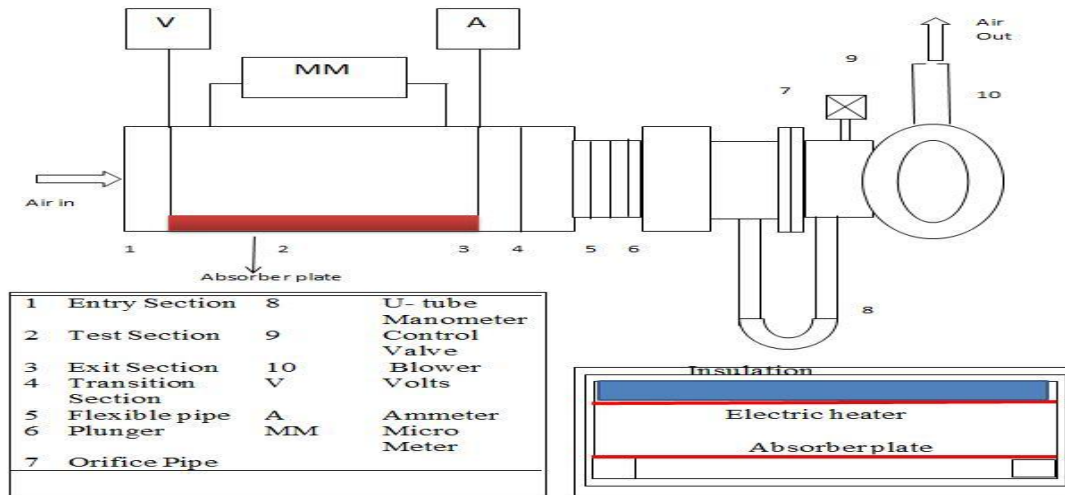 V
A
MM
Air
Out
9
7
10
Air in
1
2
3
4
5
6
Absorber plate
8
1 Entry Section 8 U- tube
Manometer
2 Test Section 9 Control
Valve
3 Exit Section 10 Blower
4 Transition V Volts
Section
5 Flexible pipe A Ammeter
6 Plunger MM Micro
Meter
7 Orifice Pipe
Insulation
Electric heater
Absorber plate